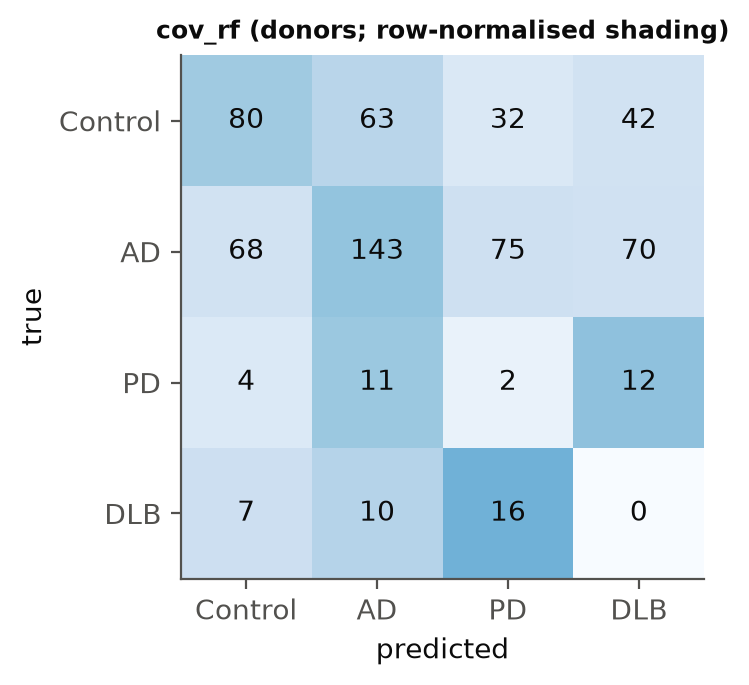 cov_rf (donors; row-normalised shading)
Control 80 63 32 42
AD 68 143 75 70
PD 4 11 2 12
DLB 7 10 16 0
true
Control AD PD DLB
predicted